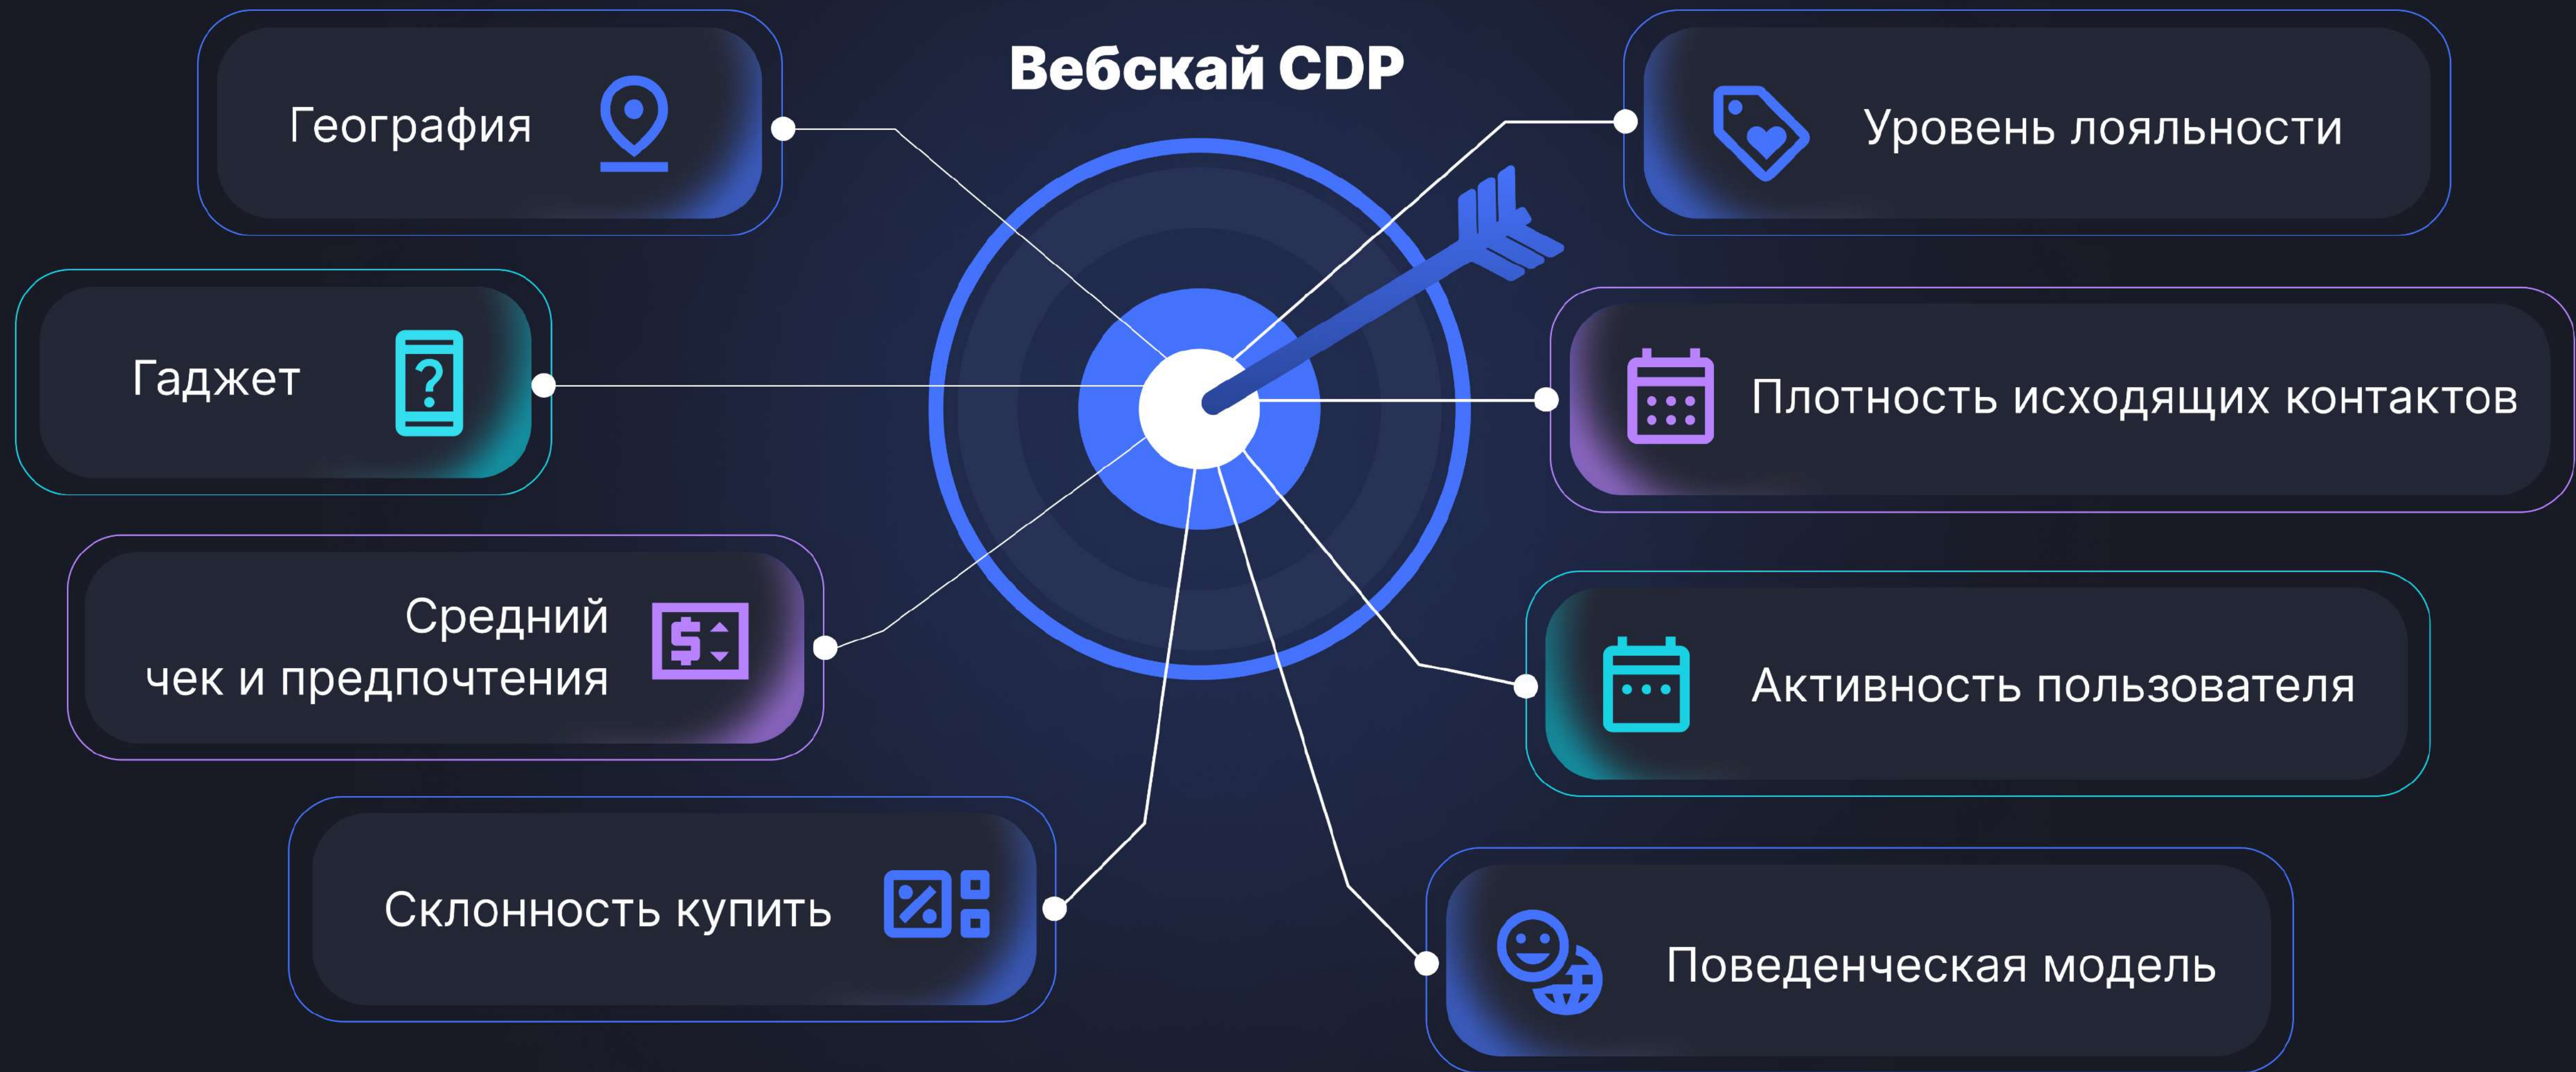 Вебскай CDP
География
Гаджет
Средний
чек и предпочтения
Склонность купить
Уровень лояльности
Плотность исходящих контактов
Активность пользователя
Поведенческая модель